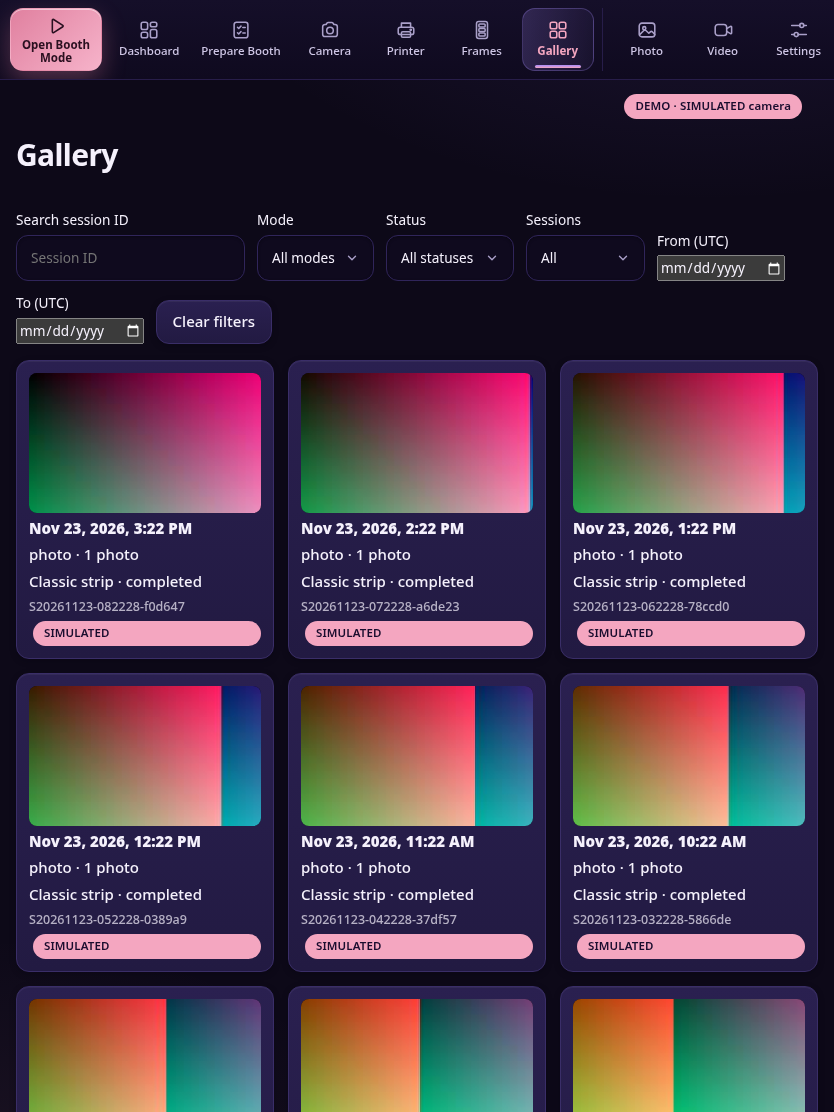 Open Booth
Mode
Dashboard
Prepare Booth
Camera
Printer
Frames
Gallery
Photo
Video
Settings
DEMO · SIMULATED camera
Gallery
Search session ID
Mode
Status
Sessions
From (UTC)
Session ID
All modes
All statuses
All
mm/dd/yyyy
To (UTC)
mm/dd/yyyy
Clear filters
Nov 23, 2026, 3:22 PM
photo · 1 photo
Classic strip · completed
S20261123-082228-f0d647
SIMULATED
Nov 23, 2026, 2:22 PM
photo · 1 photo
Classic strip · completed
S20261123-072228-a6de23
SIMULATED
Nov 23, 2026, 1:22 PM
photo · 1 photo
Classic strip · completed
S20261123-062228-78ccd0
SIMULATED
Nov 23, 2026, 12:22 PM
photo · 1 photo
Classic strip · completed
S20261123-052228-0389a9
SIMULATED
Nov 23, 2026, 11:22 AM
photo · 1 photo
Classic strip · completed
S20261123-042228-37df57
SIMULATED
Nov 23, 2026, 10:22 AM
photo · 1 photo
Classic strip · completed
S20261123-032228-5866de
SIMULATED